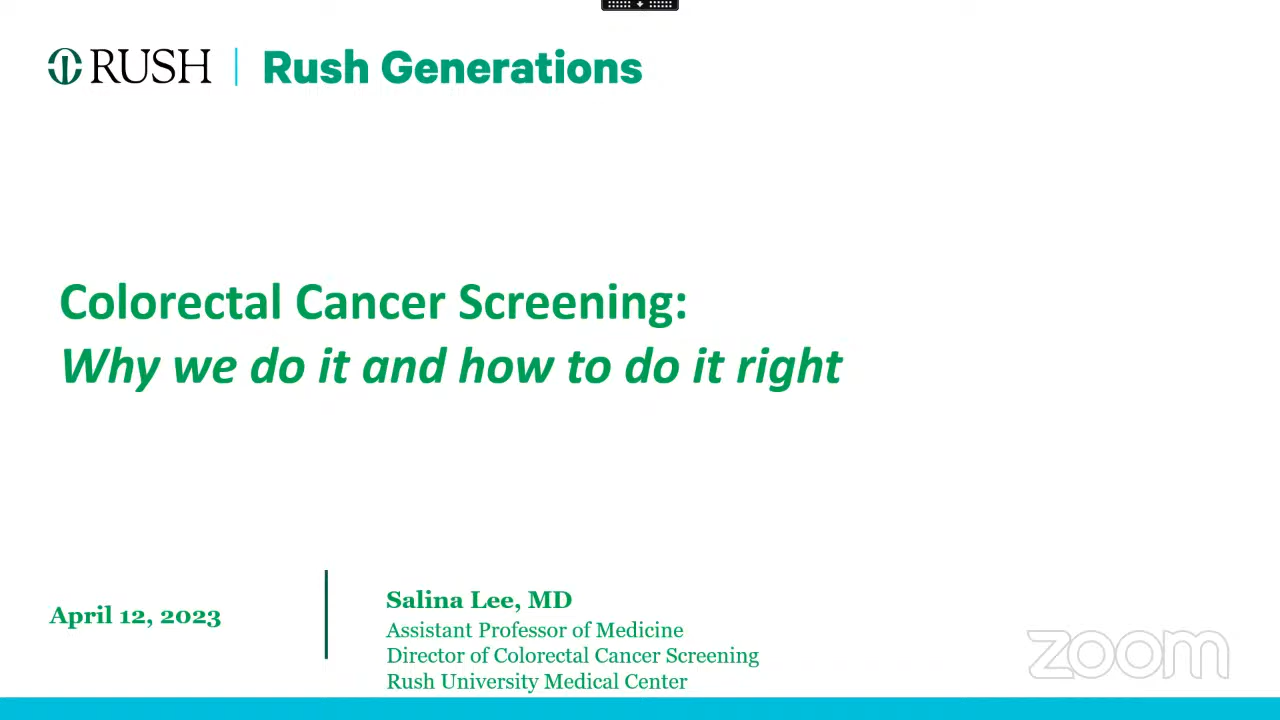 RUSH | Rush Generations
Colorectal Cancer Screening:
Why we do it and how to do it right
April 12, 2023
Salina Lee, MD
Assistant Professor of Medicine
Director of Colorectal Cancer Screening
Rush University Medical Center
zoom